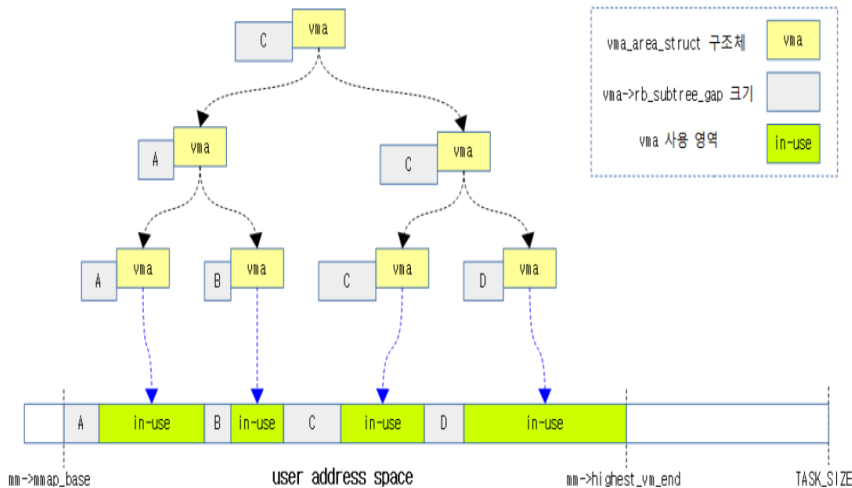 C
vma
vma_area_struct 구조체
vma
vma->rb_subtree_gap 크기
vma 사용 영역
in-use
A
vma
C
vma
A
vma
B
vma
C
vma
D
vma
A
in-use
B
in-use
C
in-use
D
in-use
mm->mmap_base
user address space
mm->highest_vm_end
TASK_SIZE